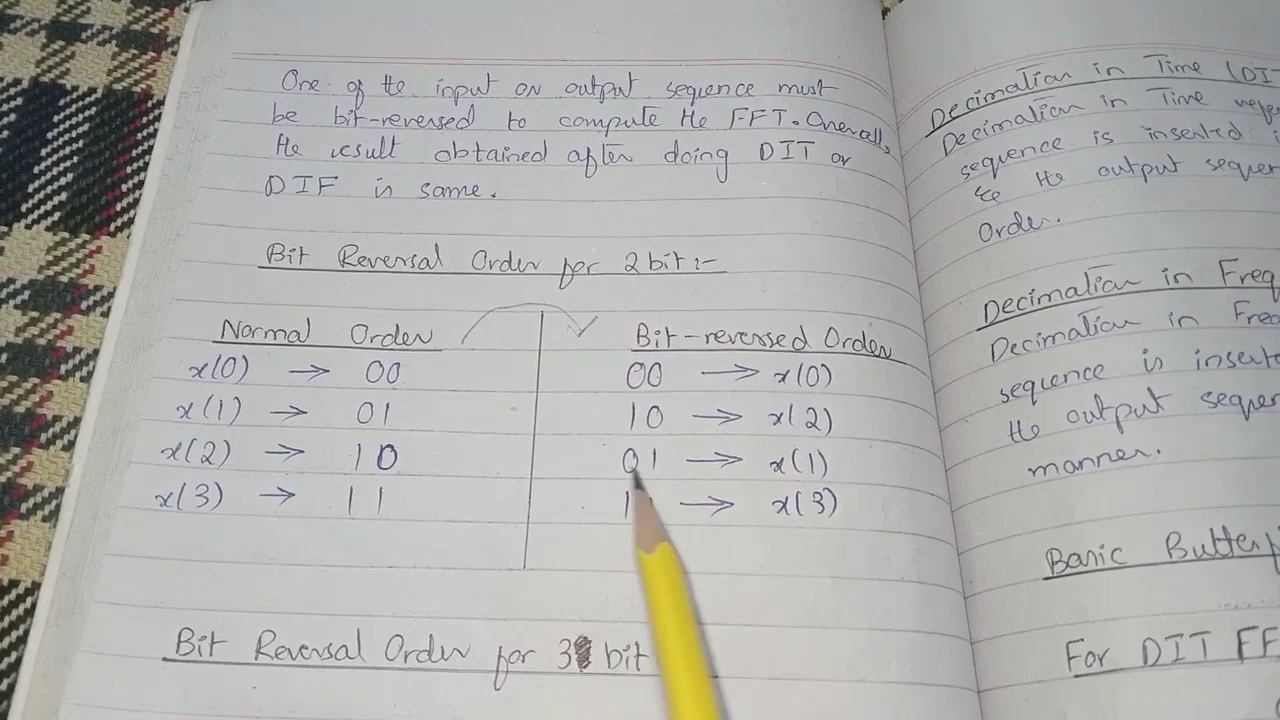 One of the input or output sequence must
be bit-reversed to compute the FFT. Overall,
the result obtained after doing DIT or
DIF is same.
Bit Reversal Order for 2 bit :-
Normal Order
x(0) → 00
x(1) → 01
x(2) → 10
x(3) → 11
Bit-reversed Order
00 → x(0)
10 → x(2)
01 → x(1)
1 → x(3)
Bit Reversal Order for 3 bit
Decimation in Time (DI
Decimation in Time
sequence is inserted
to the output sequen
Order.
Decimation in Freq
Decimation in Freq
sequence is inserte
the output sequen
manner.
Basic Butterf
For DIT FF